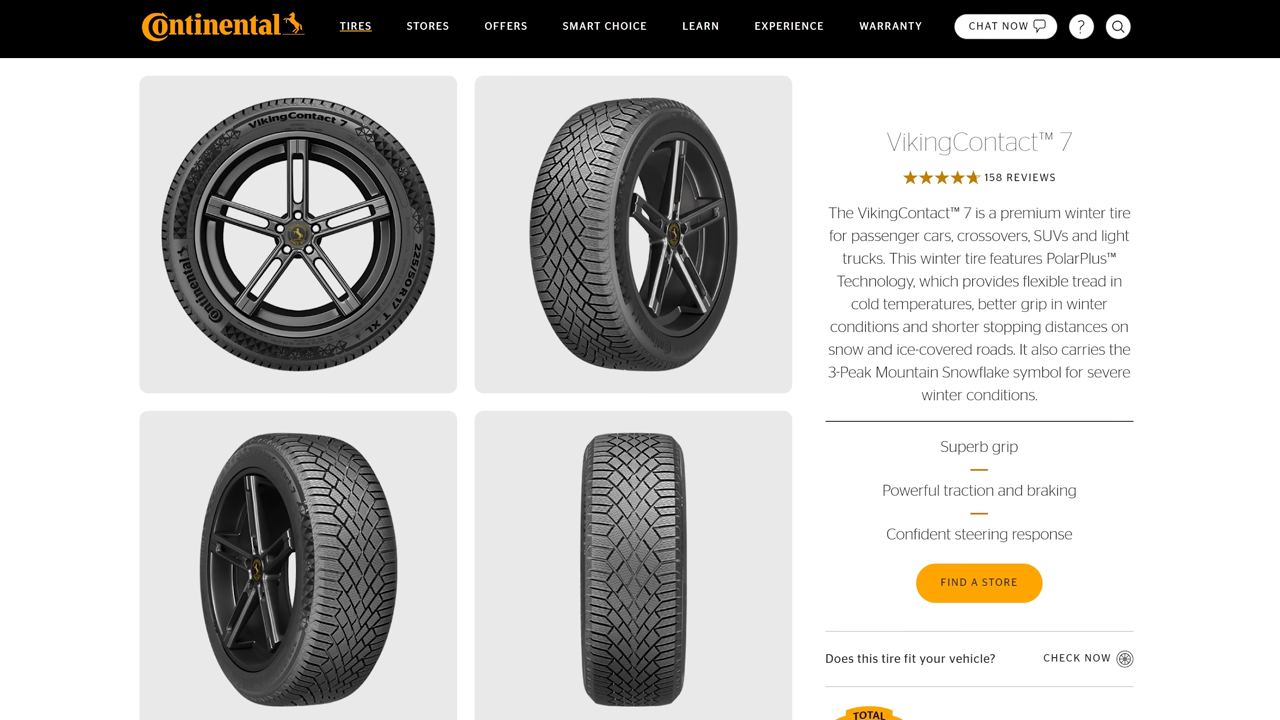 Continental
TIRES
STORES
OFFERS
SMART CHOICE
LEARN
EXPERIENCE
WARRANTY
CHAT NOW
?
VikingContact 7
Continental
225/50 R 17 T XL
VikingContact™ 7
158 REVIEWS
The VikingContact™ 7 is a premium winter tire
for passenger cars, crossovers, SUVs and light
trucks. This winter tire features PolarPlus™
Technology, which provides flexible tread in
cold temperatures, better grip in winter
conditions and shorter stopping distances on
snow and ice-covered roads. It also carries the
3-Peak Mountain Snowflake symbol for severe
winter conditions.
Superb grip
Powerful traction and braking
Confident steering response
FIND A STORE
Does this tire fit your vehicle?
CHECK NOW
TOTAL